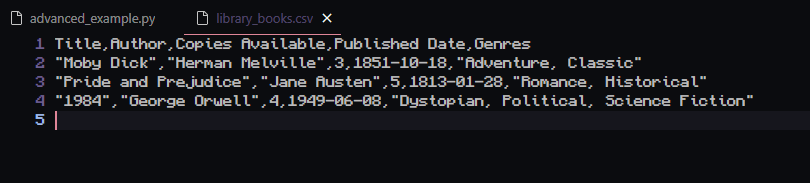 advanced_example.py library_books.csv
1 Title,Author,Copies Available,Published Date,Genres
2 "Moby Dick","Herman Melville",3,1851-10-18,"Adventure, Classic"
3 "Pride and Prejudice","Jane Austen",5,1813-01-28,"Romance, Historical"
4 "1984","George Orwell",4,1949-06-08,"Dystopian, Political, Science Fiction"
5